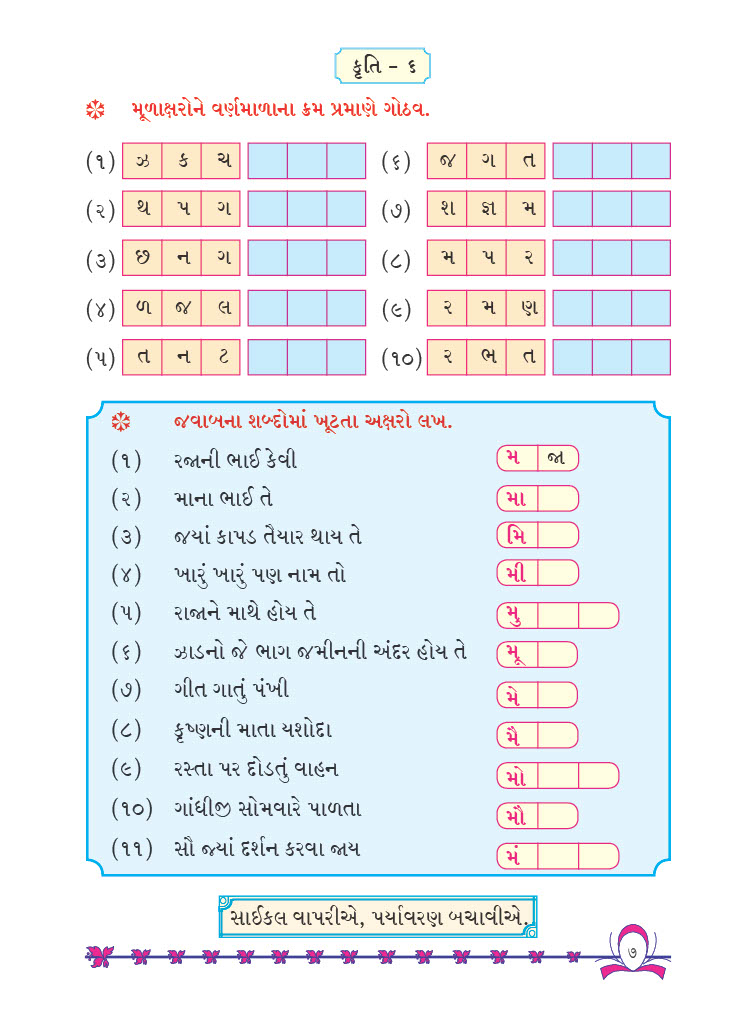 કૃતિ – ૬
મૂળાક્ષરોને વર્ણમાળાના ક્રમ પ્રમાણે ગોઠવ.
(૧) ઝ ક ચ (૬) જ ગ ત
(૨) થ પ ગ (૭) શ જ્ઞ મ
(૩) છ ન ગ (૮) મ પ ર
(૪) ળ જ લ (૯) ર મ ણ
(૫) ત ન ટ (૧૦) ર ભ ત
જવાબના શબ્દોમાં ખૂટતા અક્ષરો લખ.
(૧) રજાની ભાઈ કેવી મ જા
(૨) માના ભાઈ તે મા
(૩) જયાં કાપડ તૈયાર થાય તે મિ
(૪) ખારું ખારું પણ નામ તો મી
(૫) રાજાને માથે હોય તે મુ
(૬) ઝાડનો જે ભાગ જમીનની અંદર હોય તે મૂ
(૭) ગીત ગાતું પંખી મે
(૮) કૃષ્ણની માતા યશોદા મૈ
(૯) રસ્તા પર દોડતું વાહન મો
(૧૦) ગાંધીજી સોમવારે પાળતા મૌ
(૧૧) સૌ જ્યાં દર્શન કરવા જાય મં
સાઈકલ વાપરીએ, પર્યાવરણ બચાવીએ.
૭